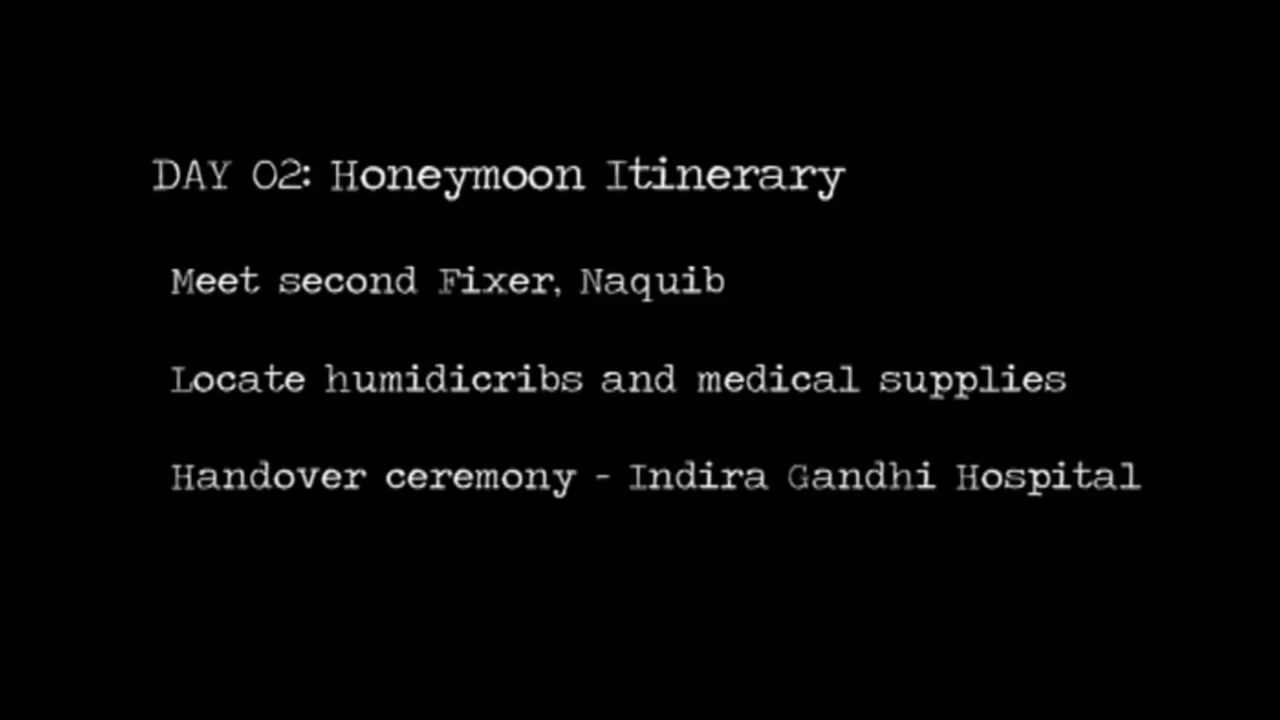 DAY 02: Honeymoon Itinerary
Meet second Fixer, Naquib
Locate humidicribs and medical supplies
Handover ceremony - Indira Gandhi Hospital